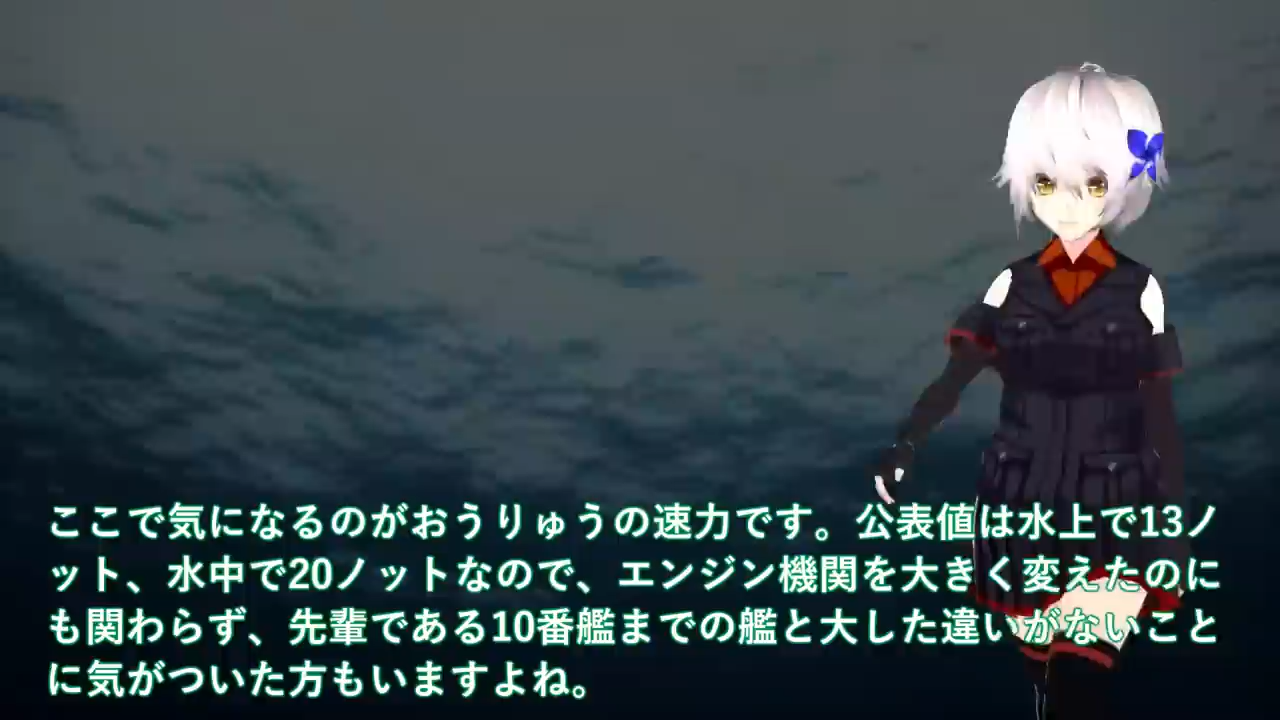 ここで気になるのがおうりゅうの速力です。公表値は水上で13ノ
ット、水中で20ノットなので、エンジン機関を大きく変えたのに
も関わらず、先輩である10番艦までの艦と大した違いがないこと
に気がついた方もいますよね。